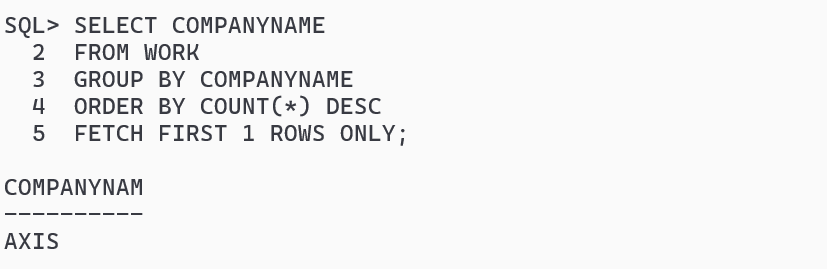 SQL> SELECT COMPANYNAME
  2  FROM WORK
  3  GROUP BY COMPANYNAME
  4  ORDER BY COUNT(*) DESC
  5  FETCH FIRST 1 ROWS ONLY;

COMPANYNAM
----------
AXIS